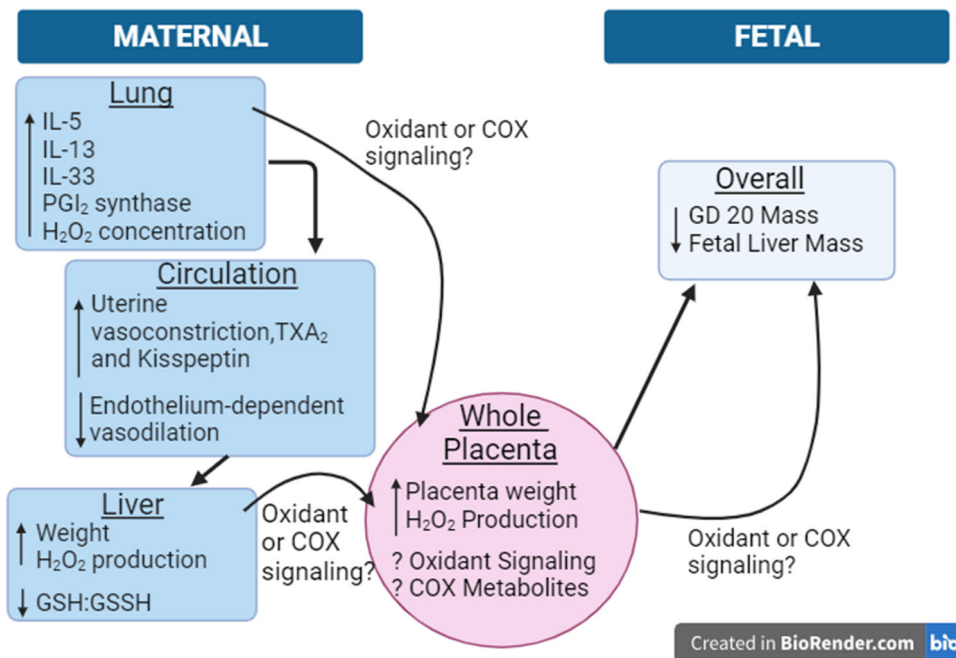 MATERNAL
FETAL
Lung
IL-5
IL-13
IL-33
PGI₂ synthase
H₂O₂ concentration
Oxidant or COX
signaling?
Overall
GD 20 Mass
Fetal Liver Mass
Circulation
Uterine
vasoconstriction,TXA₂
and Kisspeptin
Endothelium-dependent
vasodilation
Whole
Placenta
Placenta weight
H₂O₂ Production
? Oxidant Signaling
? COX Metabolites
Liver
Weight
H₂O₂ production
GSH:GSSH
Oxidant
or COX
signaling?
Oxidant or COX
signaling?
Created in BioRender.com bio